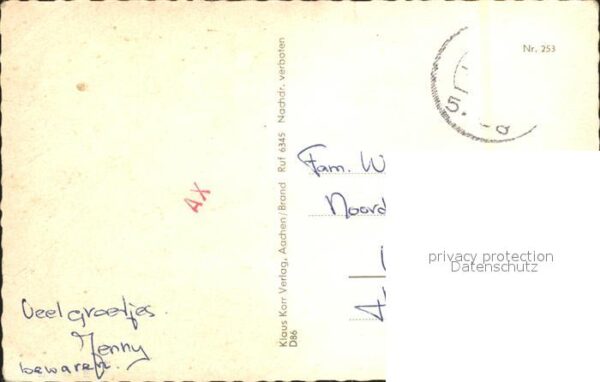 Nr. 253
Veel groetjes.
Jenny
bewaren.
AX
Klaus Korr Verlag, Aachen/Brand Ruf 6345 Nachdr. verboten
D86
Fam. W
Noord
privacy protection
Datenschutz